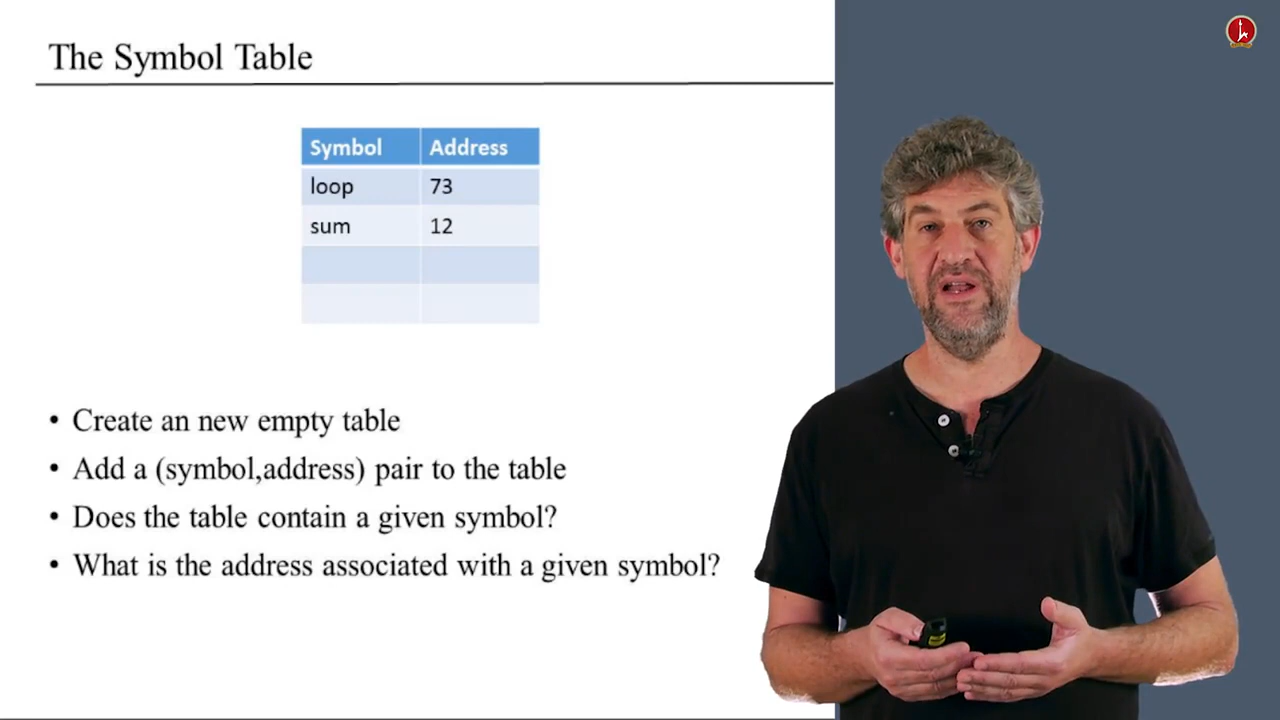 The Symbol Table
Symbol Address
loop 73
sum 12
• Create an new empty table
• Add a (symbol,address) pair to the table
• Does the table contain a given symbol?
• What is the address associated with a given symbol?